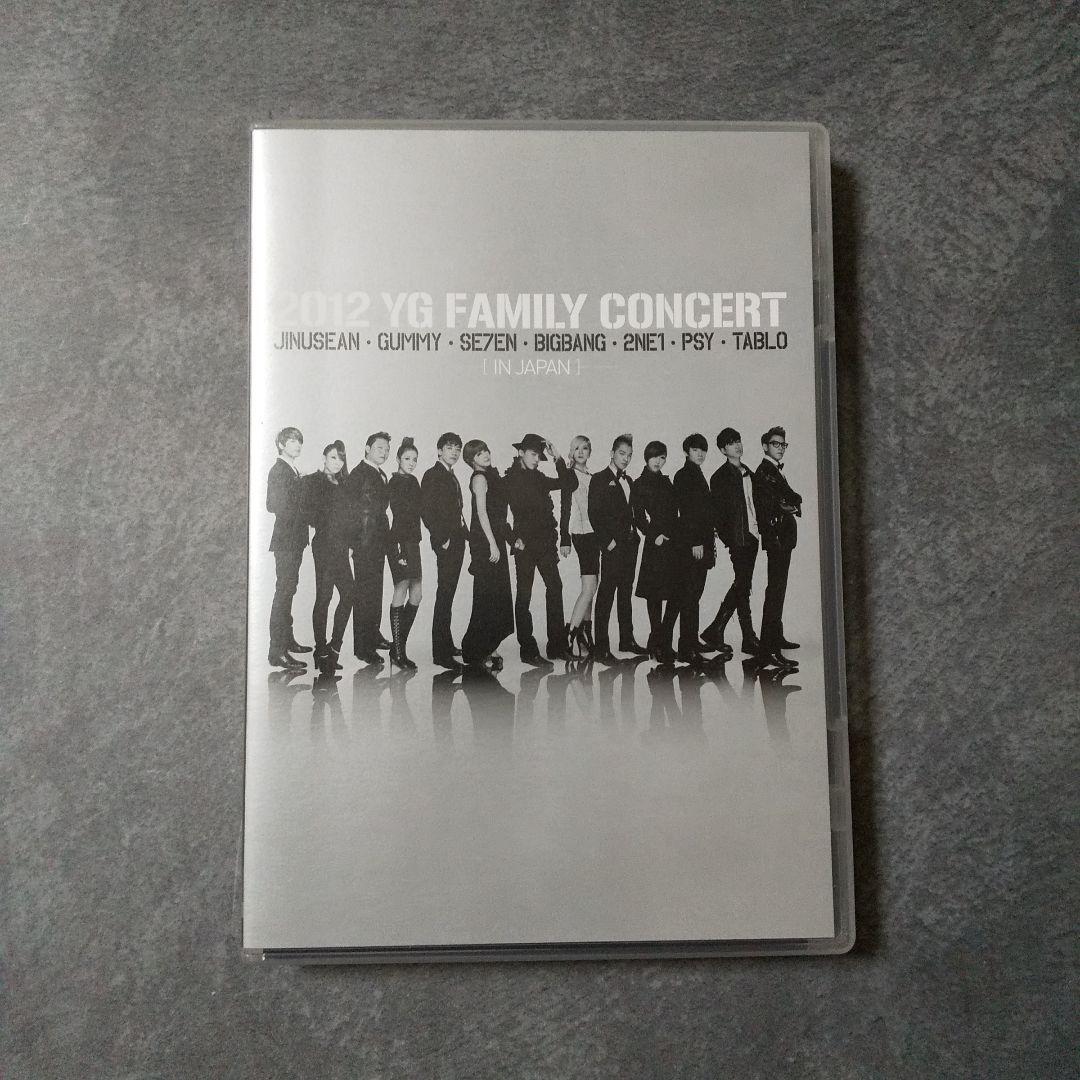 2012 YG FAMILY CONCERT
JINUSEAN · GUMMY · SE7EN · BIGBANG · 2NE1 · PSY · TABLO
[ IN JAPAN ]